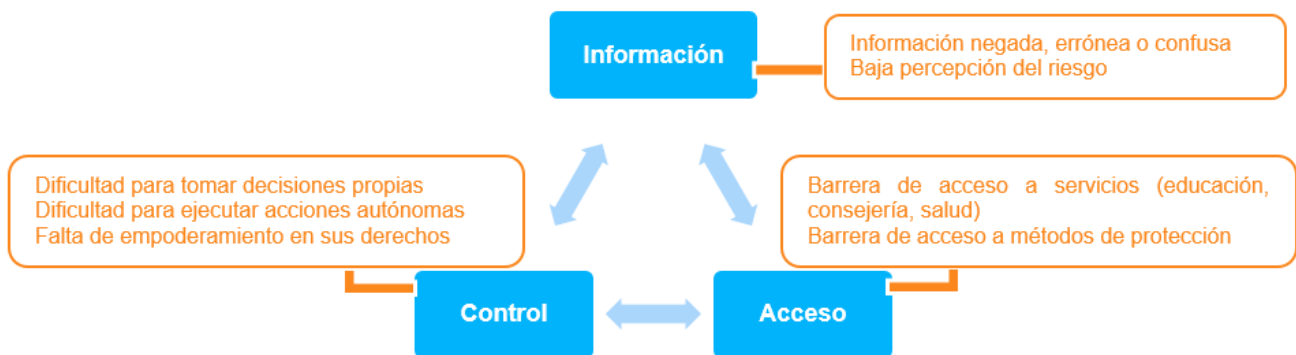 Información
Información negada, errónea o confusa
Baja percepción del riesgo
Dificultad para tomar decisiones propias
Dificultad para ejecutar acciones autónomas
Falta de empoderamiento en sus derechos
Barrera de acceso a servicios (educación,
consejería, salud)
Barrera de acceso a métodos de protección
Control
Acceso